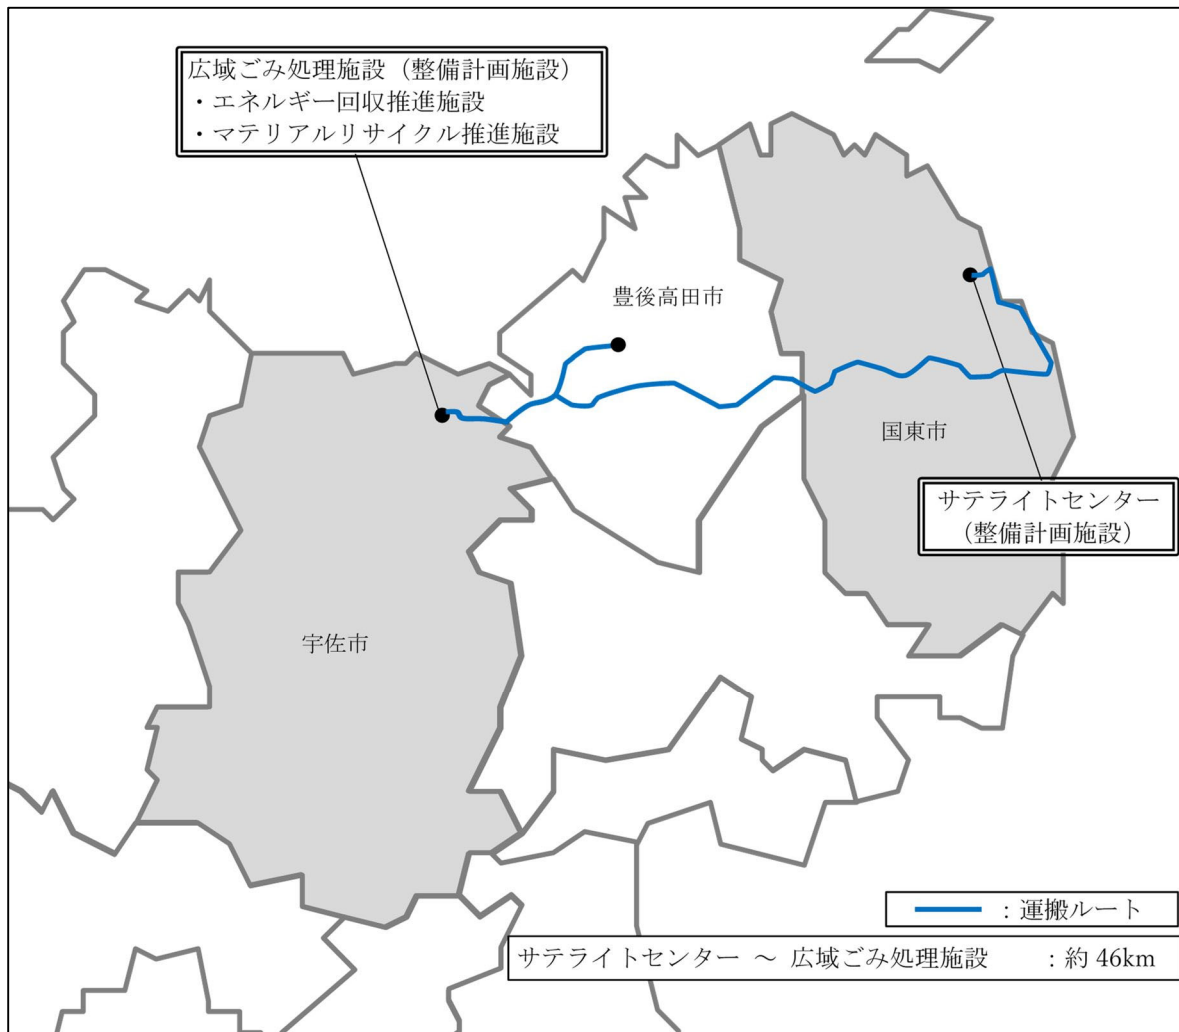 広域ごみ処理施設（整備計画施設）
・エネルギー回収推進施設
・マテリアルリサイクル推進施設
豊後高田市
国東市
サテライトセンター
（整備計画施設）
宇佐市
：運搬ルート
サテライトセンター ～ 広域ごみ処理施設 ：約 46km